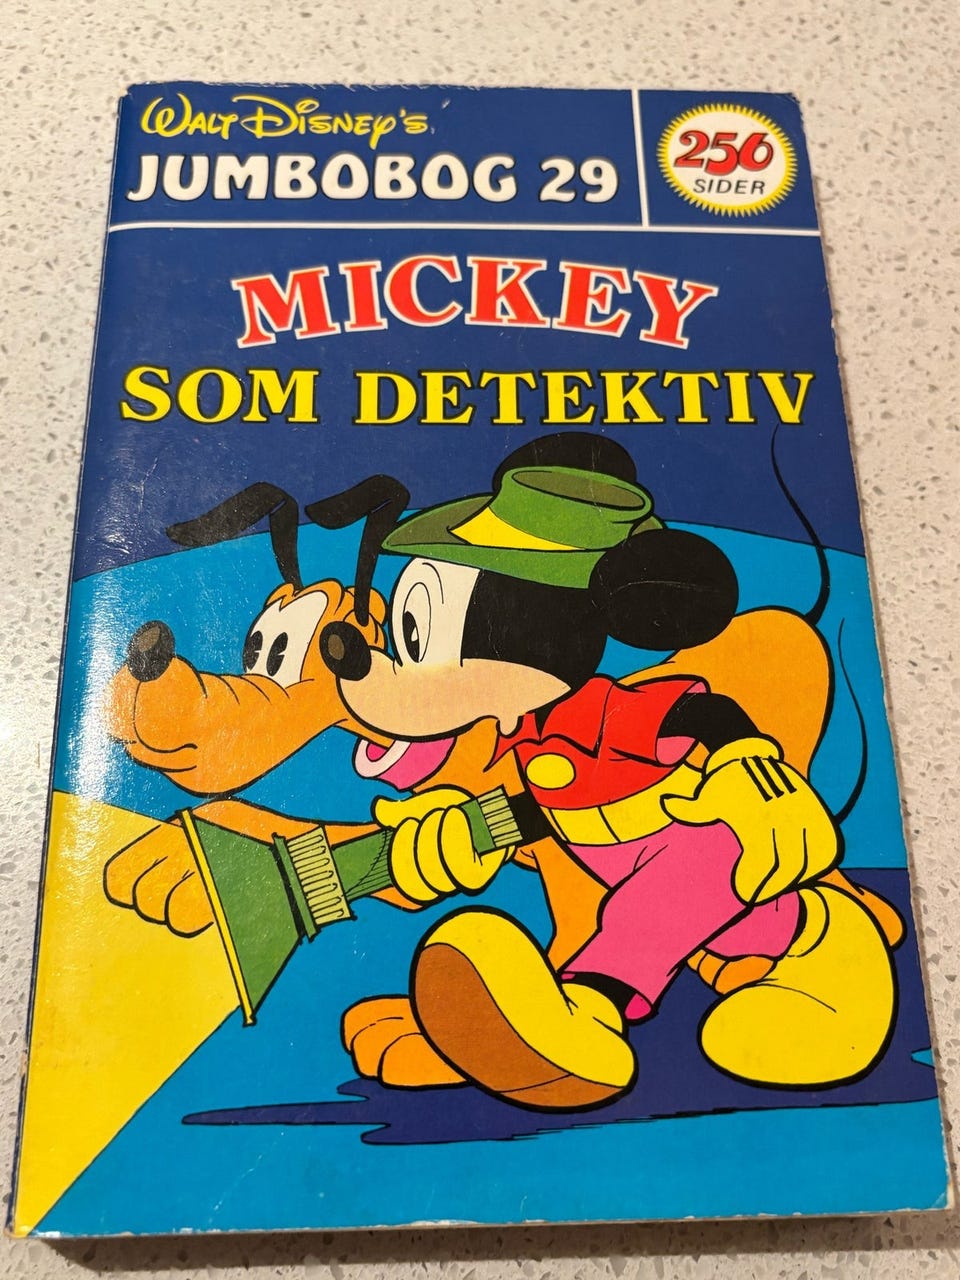 Walt Disney's
JUMBOBOG 29
256
SIDER
MICKEY
SOM DETEKTIV